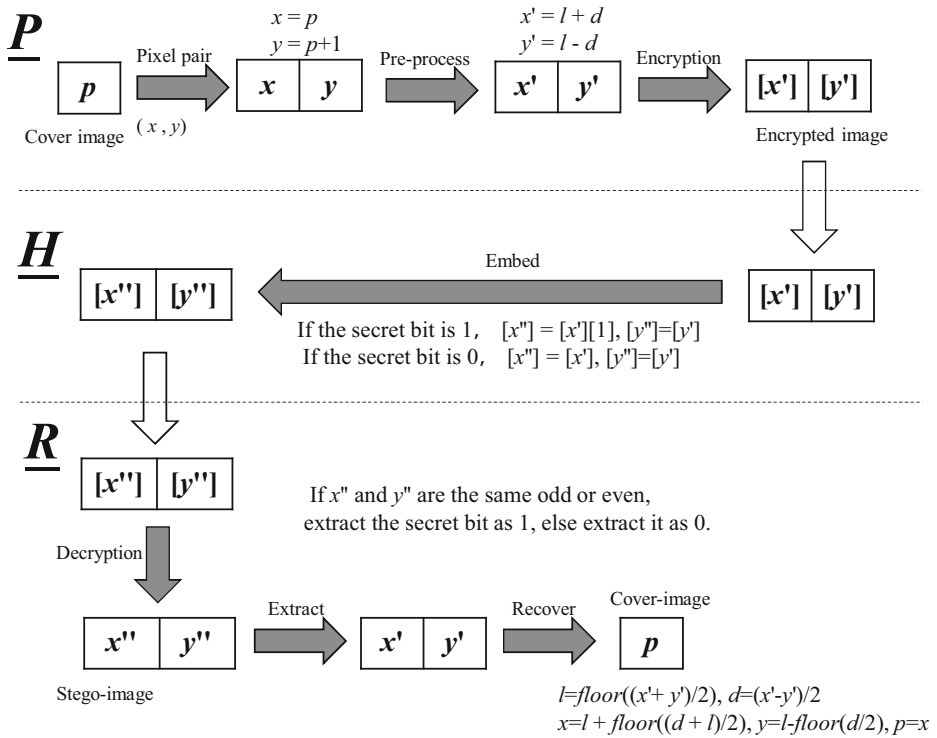 P
x = p
y = p+1
x' = l + d
y' = l - d
Pixel pair
Pre-process
Encryption
p
x y
x' y'
[x'] [y']
( x , y)
Cover image
Encrypted image
H
Embed
[x''] [y'']
[x'] [y']
If the secret bit is 1, [x''] = [x'][1], [y'']=[y']
If the secret bit is 0, [x''] = [x'], [y'']=[y']
R
[x''] [y'']
If x'' and y'' are the same odd or even,
extract the secret bit as 1, else extract it as 0.
Decryption
Extract
Recover
Cover-image
x'' y''
x' y'
p
Stego-image
l=floor((x'+ y')/2), d=(x'-y')/2
x=l + floor((d + l)/2), y=l-floor(d/2), p=x